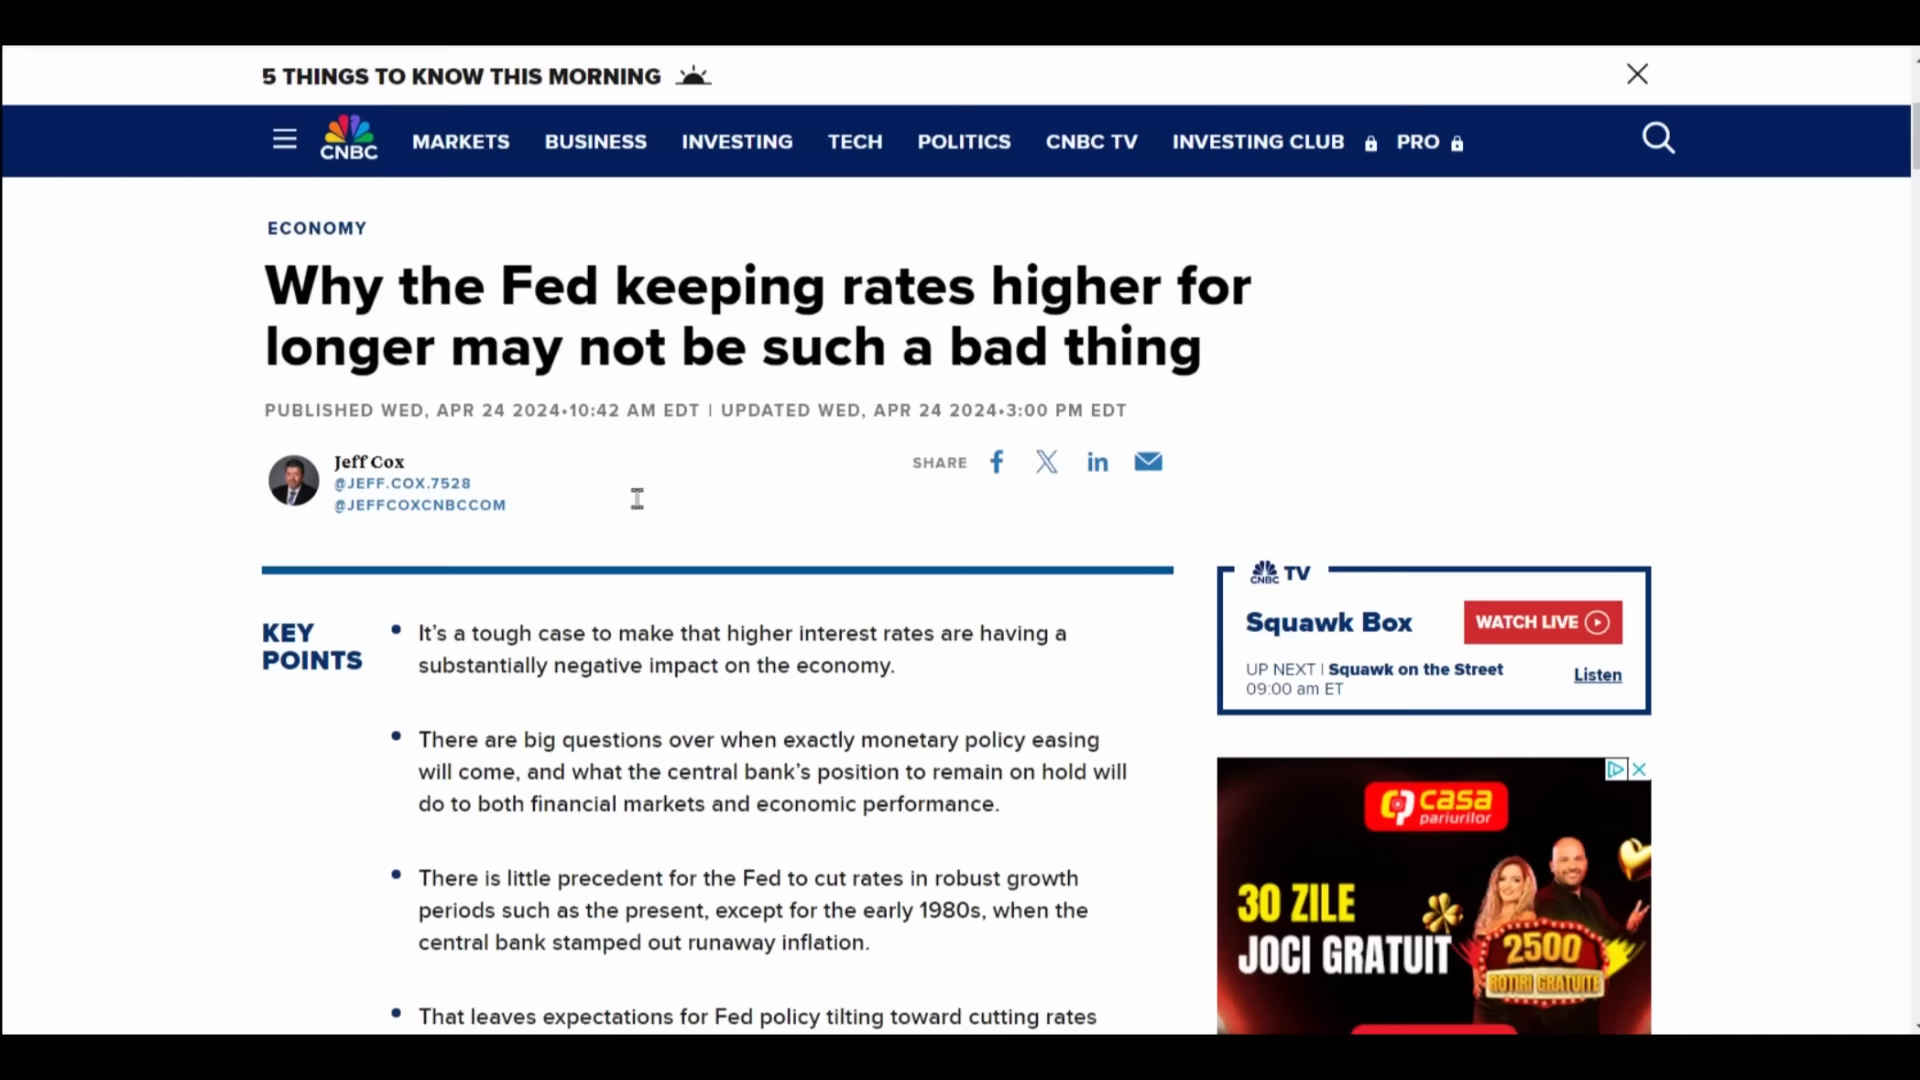 5 THINGS TO KNOW THIS MORNING
CNBC
MARKETS BUSINESS INVESTING TECH POLITICS CNBC TV INVESTING CLUB PRO
ECONOMY
Why the Fed keeping rates higher for
longer may not be such a bad thing
PUBLISHED WED, APR 24 2024•10:42 AM EDT | UPDATED WED, APR 24 2024•3:00 PM EDT
Jeff Cox
@JEFF.COX.7528
@JEFFCOXCNBCCOM
SHARE
KEY
POINTS
• It's a tough case to make that higher interest rates are having a
substantially negative impact on the economy.
• There are big questions over when exactly monetary policy easing
will come, and what the central bank's position to remain on hold will
do to both financial markets and economic performance.
• There is little precedent for the Fed to cut rates in robust growth
periods such as the present, except for the early 1980s, when the
central bank stamped out runaway inflation.
• That leaves expectations for Fed policy tilting toward cutting rates
CNBC TV
Squawk Box
WATCH LIVE
UP NEXT | Squawk on the Street
09:00 am ET
Listen
casa
pariurilor
30 ZILE
JOCI GRATUIT
2500
ROTIRI GRATUITE